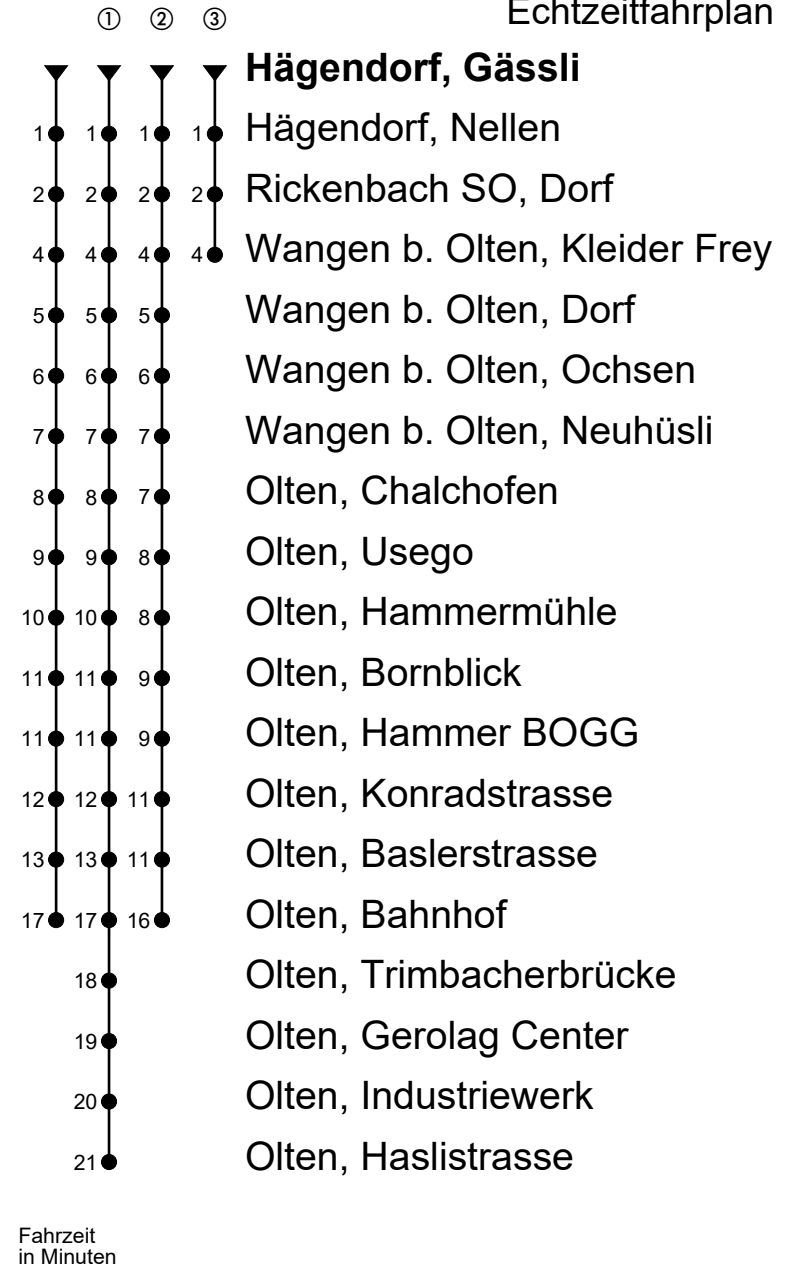 Echtzeitfahrplan
① ② ③
Hägendorf, Gässli
1 1 1 1 Hägendorf, Nellen
2 2 2 2 Rickenbach SO, Dorf
4 4 4 4 Wangen b. Olten, Kleider Frey
5 5 5 Wangen b. Olten, Dorf
6 6 6 Wangen b. Olten, Ochsen
7 7 7 Wangen b. Olten, Neuhüsli
8 8 7 Olten, Chalchofen
9 9 8 Olten, Usego
10 10 8 Olten, Hammermühle
11 11 9 Olten, Bornblick
11 11 9 Olten, Hammer BOGG
12 12 11 Olten, Konradstrasse
13 13 11 Olten, Baslerstrasse
17 17 16 Olten, Bahnhof
18 Olten, Trimbacherbrücke
19 Olten, Gerolag Center
20 Olten, Industriewerk
21 Olten, Haslistrasse
Fahrzeit
in Minuten